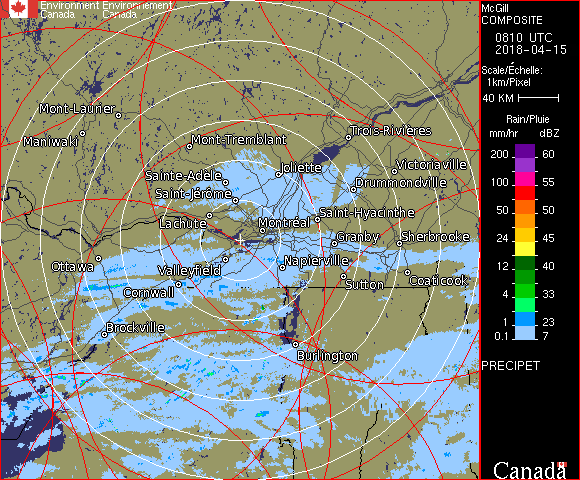 Environment Environnement
Canada Canada
McGill
COMPOSITE
0810 UTC
2018-04-15
Scale/Échelle:
1km/Pixel
40 KM
Rain/Pluie
mm/hr dBZ
200 60
100 55
50 50
24 45
12 40
4 33
1 23
0.1 7
PRECIPET
Canada
Mont-Laurier
Maniwaki
Mont-Tremblant
Trois-Rivières
Sainte-Adèle
Joliette
Victoriaville
Saint-Jérôme
Drummondville
Lachute
Montréal
Saint-Hyacinthe
Granby
Sherbrooke
Ottawa
Valleyfield
Napierville
Cornwall
Sutton
Coaticook
Brockville
Burlington